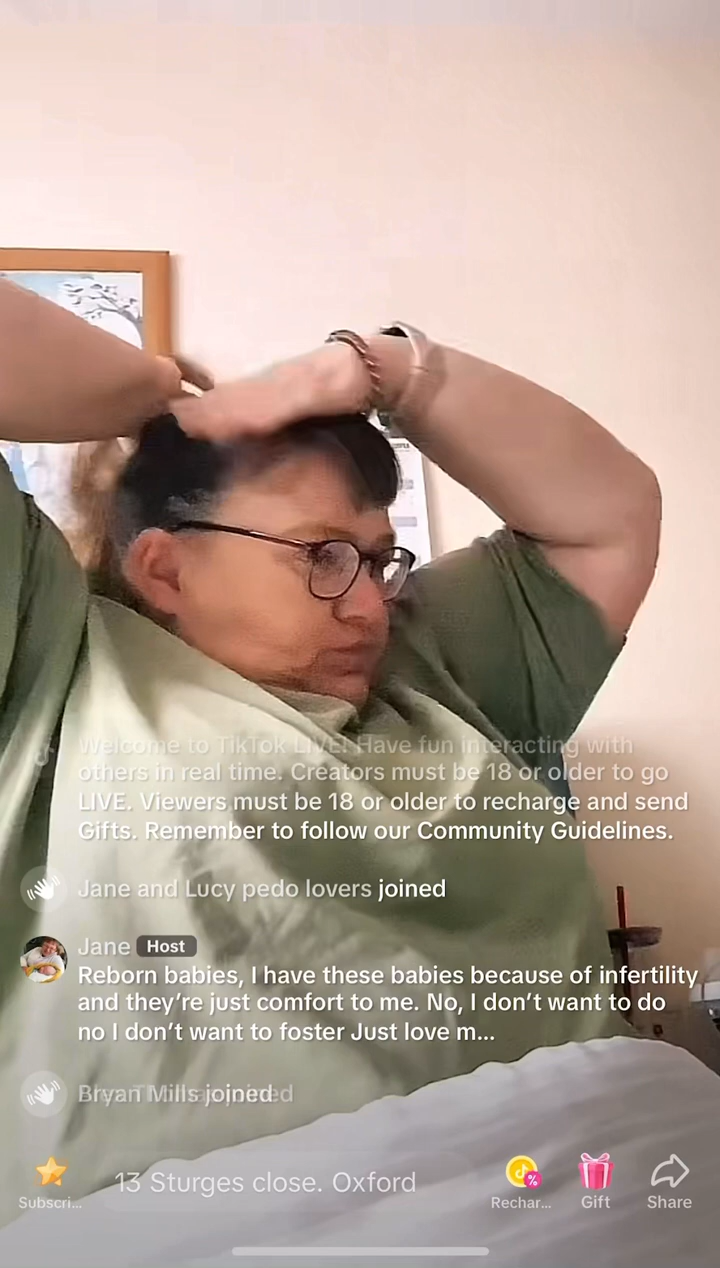 Welcome to TikTok LIVE! Have fun interacting with
others in real time. Creators must be 18 or older to go
LIVE. Viewers must be 18 or older to recharge and send
Gifts. Remember to follow our Community Guidelines.
Jane and Lucy pedo lovers joined
Jane Host
Reborn babies, I have these babies because of infertility
and they’re just comfort to me. No, I don’t want to do
no I don’t want to foster Just love m...
Bryan Mills joined
13 Sturges close. Oxford
Subscri...
Rechar...
Gift
Share